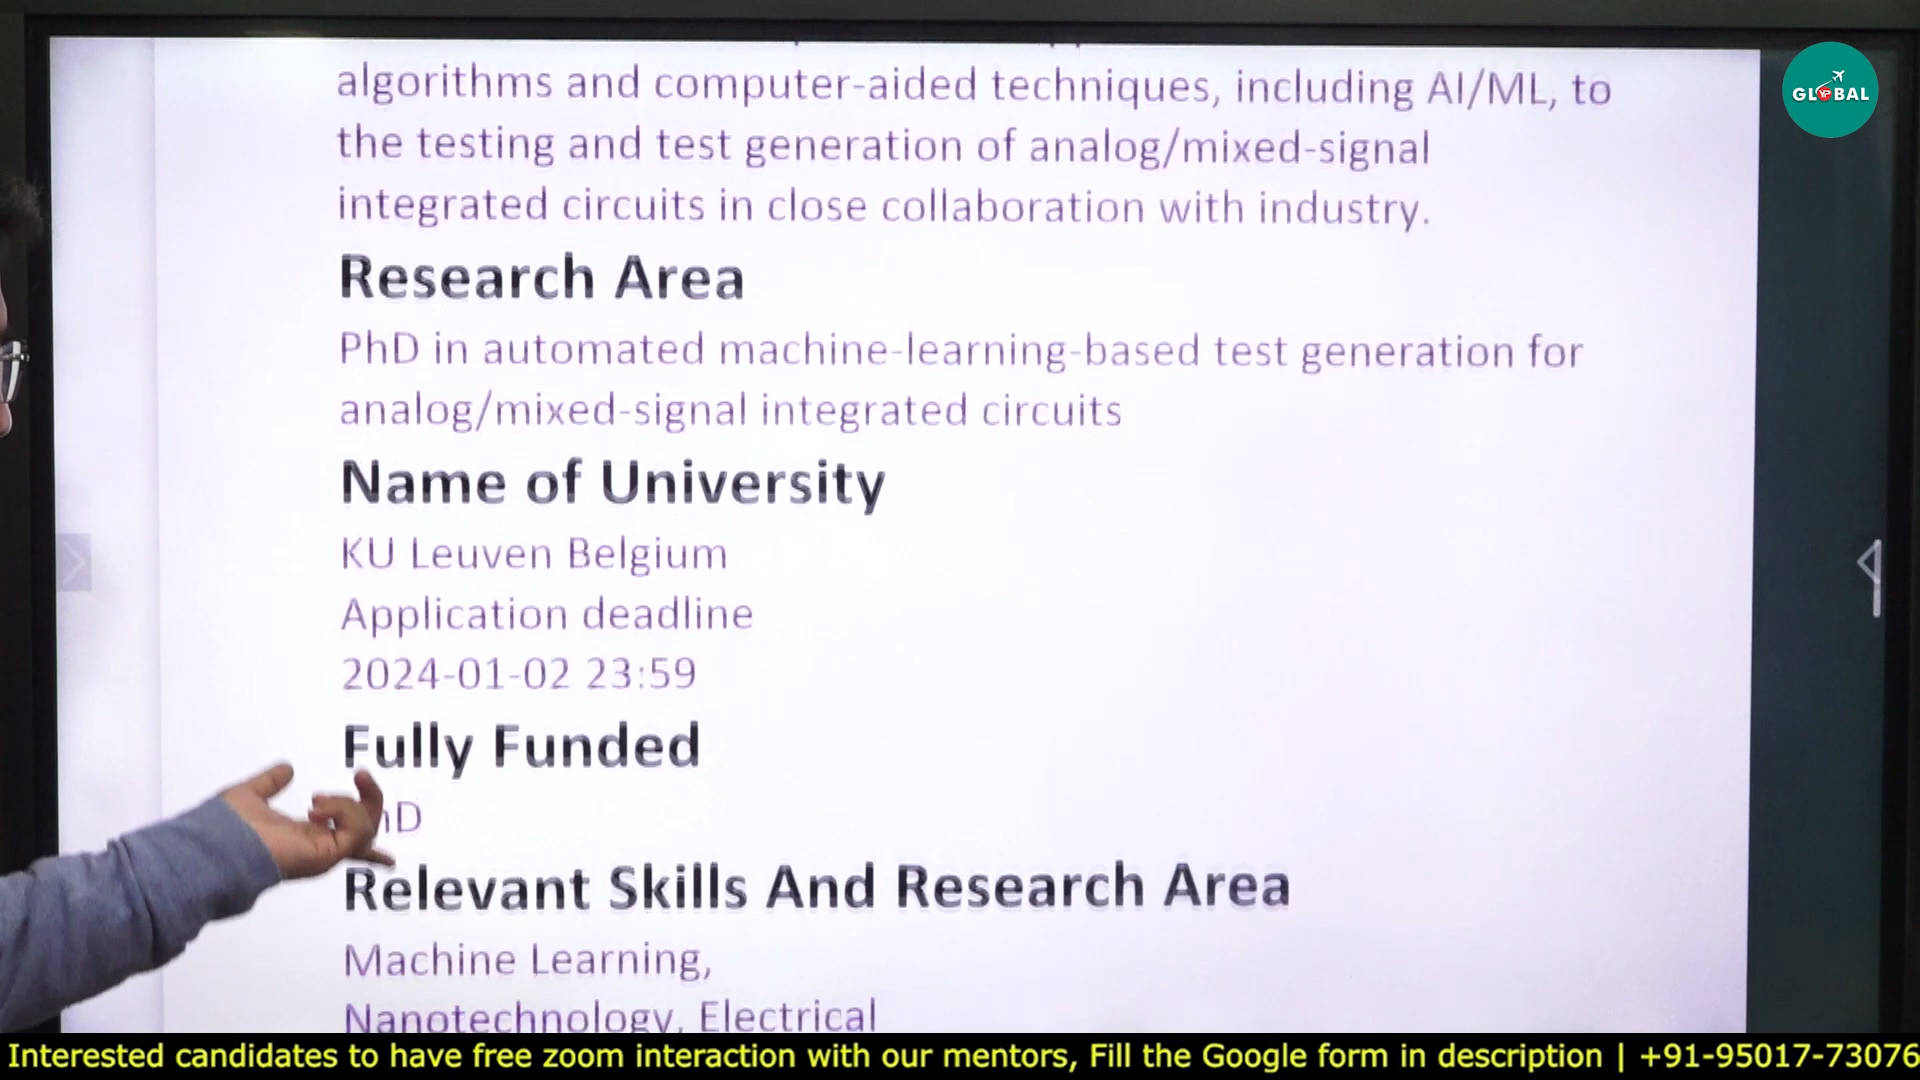 algorithms and computer-aided techniques, including AI/ML, to
the testing and test generation of analog/mixed-signal
integrated circuits in close collaboration with industry.
Research Area
PhD in automated machine-learning-based test generation for
analog/mixed-signal integrated circuits
Name of University
KU Leuven Belgium
Application deadline
2024-01-02 23:59
Fully Funded
hD
Relevant Skills And Research Area
Machine Learning,
Nanotechnology, Electrical
GLOBAL
YP
Interested candidates to have free zoom interaction with our mentors, Fill the Google form in description | +91-95017-73076